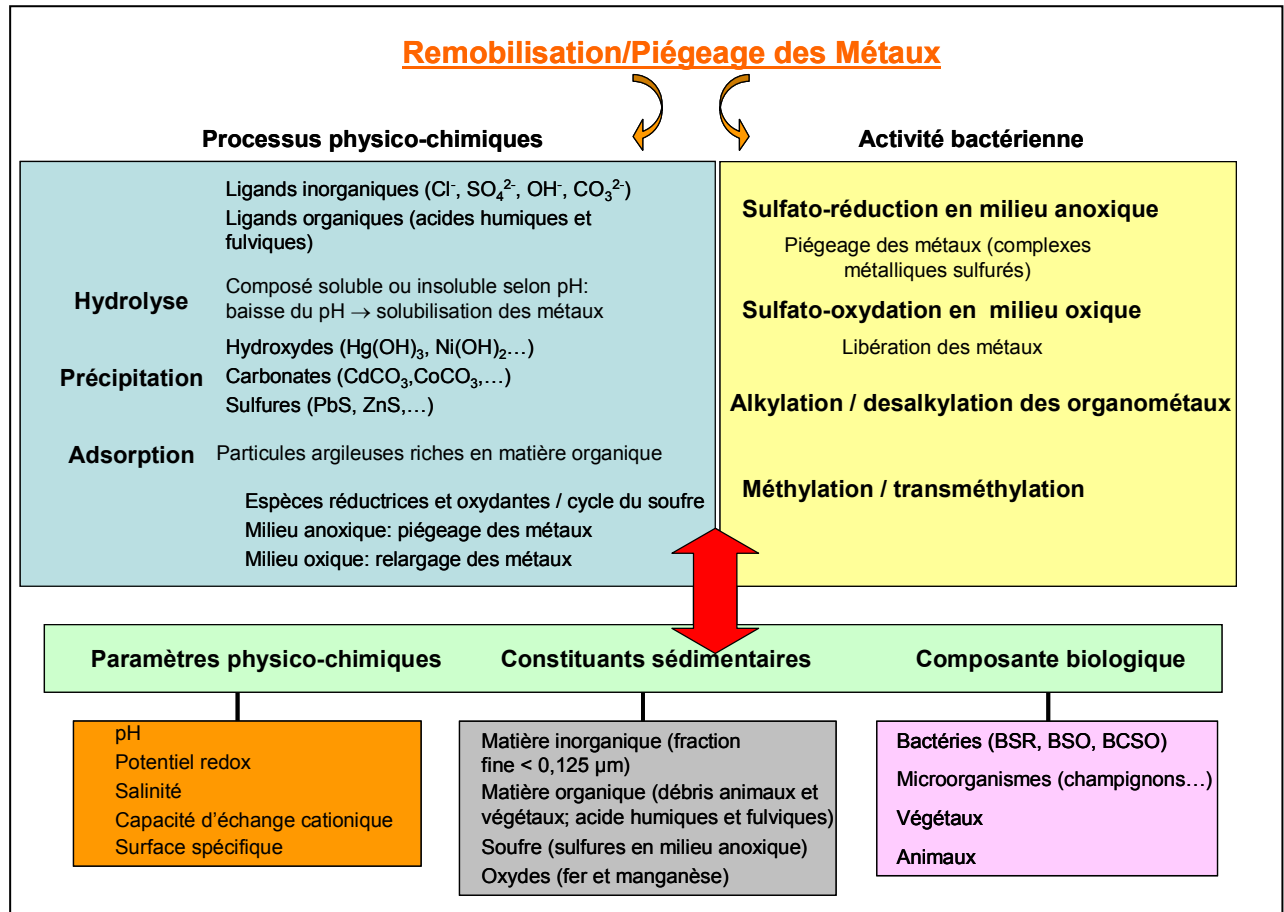 Remobilisation/Piégeage des Métaux
Processus physico-chimiques
Ligands inorganiques (Cl⁻, SO₄²⁻, OH⁻, CO₃²⁻)
Ligands organiques (acides humiques et
fulviques)
Hydrolyse
Composé soluble ou insoluble selon pH:
baisse du pH → solubilisation des métaux
Précipitation
Hydroxydes (Hg(OH)₃, Ni(OH)₂…)
Carbonates (CdCO₃,CoCO₃,…)
Sulfures (PbS, ZnS,…)
Adsorption
Particules argileuses riches en matière organique
Espèces réductrices et oxydantes / cycle du soufre
Milieu anoxique: piégeage des métaux
Milieu oxique: relargage des métaux
Activité bactérienne
Sulfato-réduction en milieu anoxique
Piégeage des métaux (complexes
métalliques sulfurés)
Sulfato-oxydation en milieu oxique
Libération des métaux
Alkylation / desalkylation des organométaux
Méthylation / transméthylation
Paramètres physico-chimiques
Constituants sédimentaires
Composante biologique
pH
Potentiel redox
Salinité
Capacité d'échange cationique
Surface spécifique
Matière inorganique (fraction
fine < 0,125 µm)
Matière organique (débris animaux et
végétaux; acide humiques et fulviques)
Soufre (sulfures en milieu anoxique)
Oxydes (fer et manganèse)
Bactéries (BSR, BSO, BCSO)
Microorganismes (champignons…)
Végétaux
Animaux